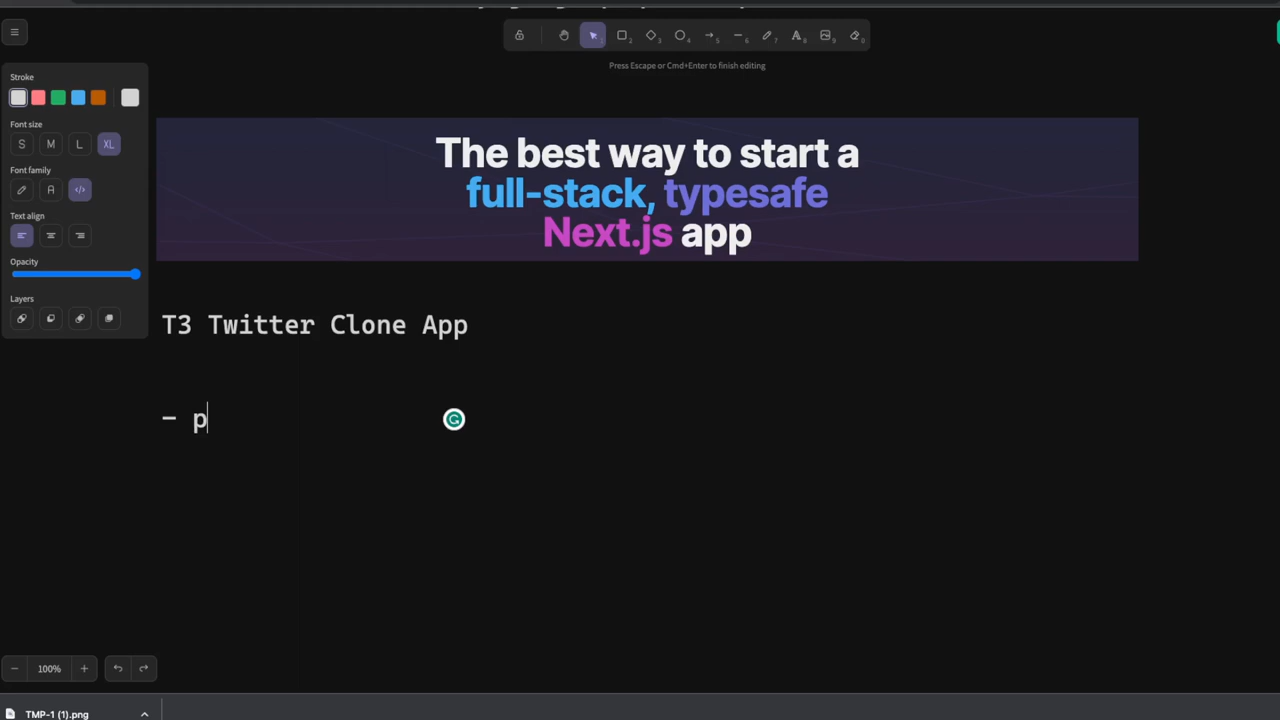 Press Escape or Cmd+Enter to finish editing
Stroke
Font size
S M L XL
Font family
A </>
Text align
Opacity
Layers
The best way to start a
full-stack, typesafe
Next.js app
T3 Twitter Clone App
- p
100%
TMP-1 (1).png